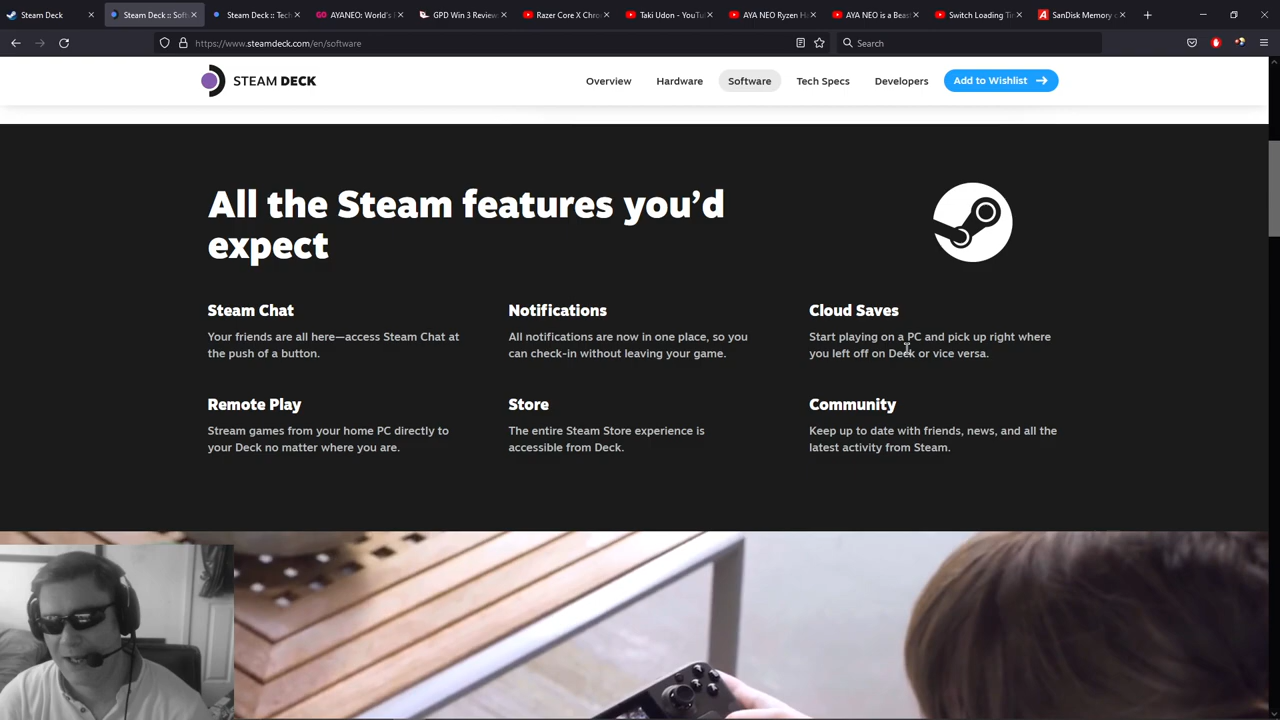 Steam Deck
Steam Deck :: Soft
Steam Deck :: Tech
AYANEO: World's
GPD Win 3 Review
Razer Core X Chro
Taki Udon - YouTu
AYA NEO Ryzen Ha
AYA NEO is a Beas
Switch Loading Ti
SanDisk Memory
https://www.steamdeck.com/en/software
Search
STEAM DECK
Overview
Hardware
Software
Tech Specs
Developers
Add to Wishlist
All the Steam features you'd
expect
Steam Chat
Your friends are all here—access Steam Chat at
the push of a button.
Notifications
All notifications are now in one place, so you
can check-in without leaving your game.
Cloud Saves
Start playing on a PC and pick up right where
you left off on Deck or vice versa.
Remote Play
Stream games from your home PC directly to
your Deck no matter where you are.
Store
The entire Steam Store experience is
accessible from Deck.
Community
Keep up to date with friends, news, and all the
latest activity from Steam.